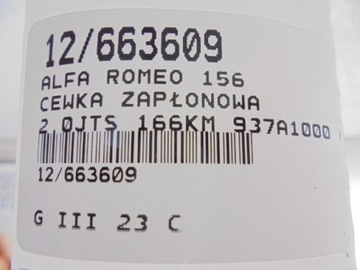 12/663609
ALFA ROMEO 156
CEWKA ZAPŁONOWA
2.0JTS 166KM 937A1000
12/663609
G III 23 C